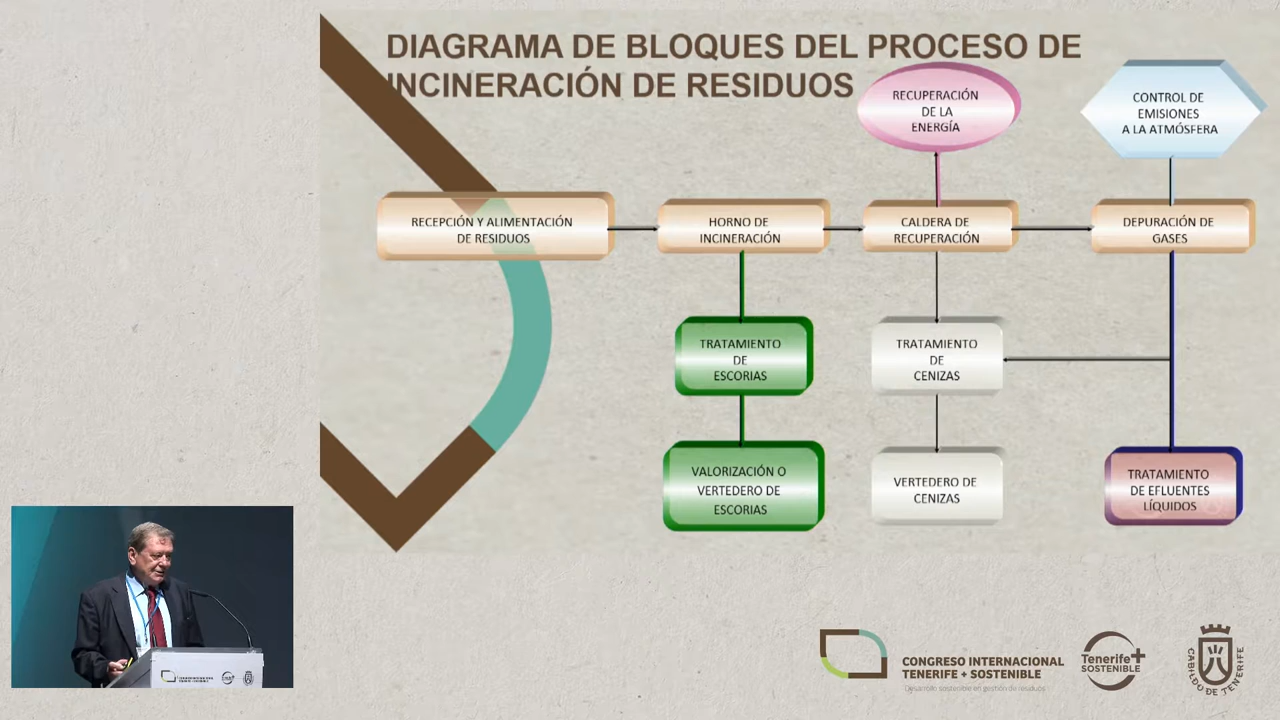 DIAGRAMA DE BLOQUES DEL PROCESO DE
INCINERACIÓN DE RESIDUOS
RECUPERACIÓN
DE LA
ENERGÍA
CONTROL DE
EMISIONES
A LA ATMÓSFERA
RECEPCIÓN Y ALIMENTACIÓN
DE RESIDUOS
HORNO DE
INCINERACIÓN
CALDERA DE
RECUPERACIÓN
DEPURACIÓN DE
GASES
TRATAMIENTO
DE
ESCORIAS
TRATAMIENTO
DE
CENIZAS
VALORIZACIÓN O
VERTEDERO DE
ESCORIAS
VERTEDERO DE
CENIZAS
TRATAMIENTO
DE EFLUENTES
LÍQUIDOS
CONGRESO INTERNACIONAL
TENERIFE + SOSTENIBLE
Desarrollo sostenible en gestión de residuos
Tenerife+
SOSTENIBLE
CABILDO DE TENERIFE